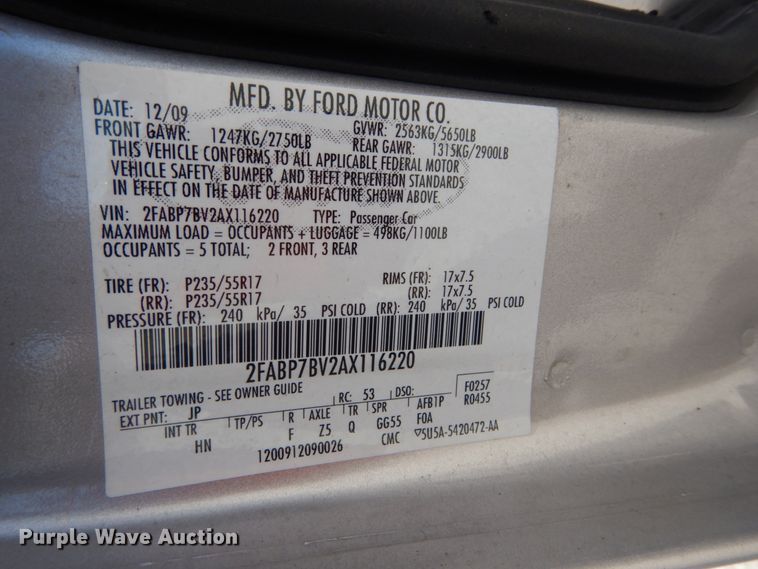 MFD. BY FORD MOTOR CO.
DATE: 12/09 GVWR: 2563KG/5650LB
FRONT GAWR: 1247KG/2750LB REAR GAWR: 1315KG/2900LB
THIS VEHICLE CONFORMS TO ALL APPLICABLE FEDERAL MOTOR
VEHICLE SAFETY, BUMPER, AND THEFT PREVENTION STANDARDS
IN EFFECT ON THE DATE OF MANUFACTURE SHOWN ABOVE.
VIN: 2FABP7BV2AX116220 TYPE: Passenger Car
MAXIMUM LOAD = OCCUPANTS + LUGGAGE = 498KG/1100LB
OCCUPANTS = 5 TOTAL; 2 FRONT, 3 REAR
TIRE (FR): P235/55R17 RIMS (FR): 17x7.5
(RR): P235/55R17 (RR): 17x7.5
PRESSURE (FR): 240 kPa/ 35 PSI COLD (RR): 240 kPa/ 35 PSI COLD
2FABP7BV2AX116220
TRAILER TOWING - SEE OWNER GUIDE RC: 53 DSO: F0257
EXT PNT: JP AFB1P R0455
INT TR TP/PS R AXLE TR SPR F0A
HN F Z5 Q GG55 CMC ▽5U5A-5420472-AA
1200912090026
Purple Wave Auction